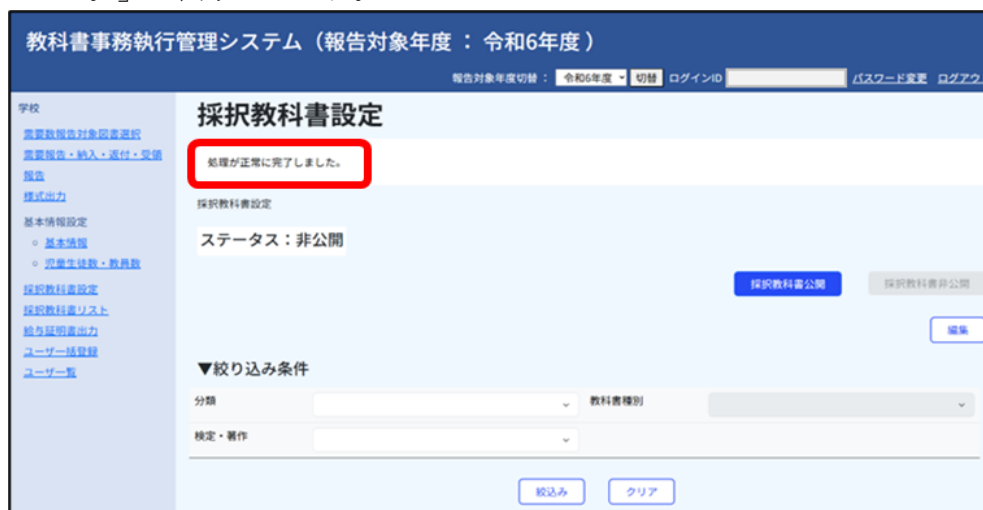 教科書事務執行管理システム（報告対象年度 ： 令和6年度 ）
報告対象年度切替： 令和6年度 切替 ログインID パスワード変更 ログアウ
学校
需要数報告対象図書選択
需要報告・納入・返付・受領
報告
様式出力
基本情報設定
基本情報
児童生徒数・教員数
採択教科書設定
採択教科書リスト
給与証明書出力
ユーザ一括登録
ユーザ一覧
採択教科書設定
処理が正常に完了しました。
採択教科書設定
ステータス：非公開
採択教科書公開 採択教科書非公開
編集
▼絞り込み条件
分類 教科書種別
検定・著作
絞込み クリア